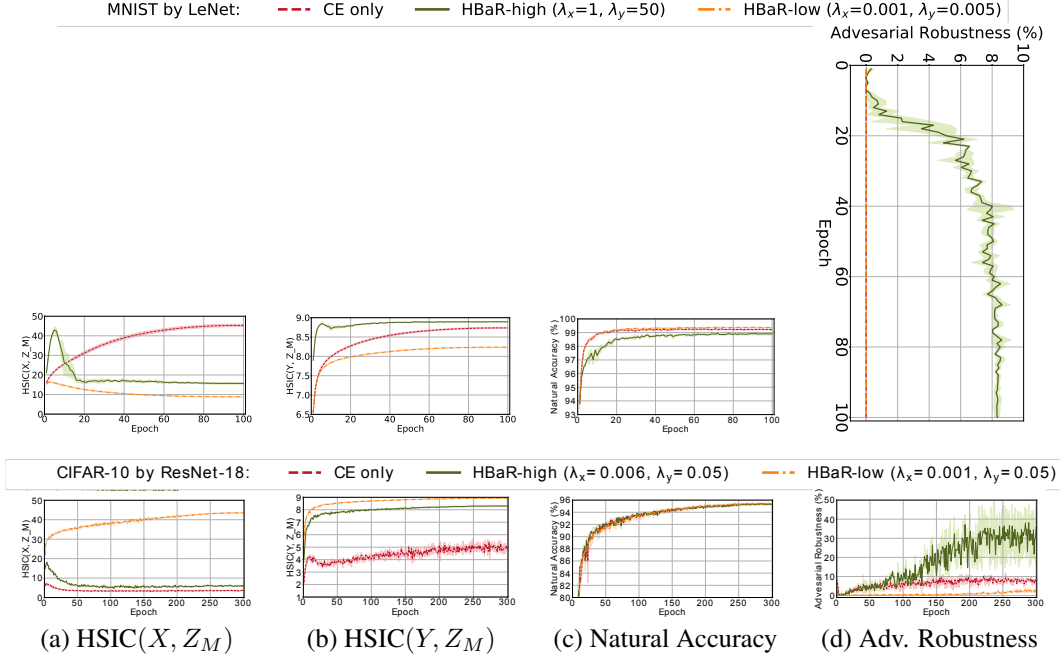 MNIST by LeNet: CE only HBaR-high (λx=1, λy=50) HBaR-low (λx=0.001, λy=0.005)
Advesarial Robustness (%)
0 2 4 6 8 10
0 20 40 60 80 100
Epoch
HSIC(X, Z_M)
50
40
30
20
10
0
0 20 40 60 80 100
Epoch
HSIC(Y, Z_M)
9.0
8.5
8.0
7.5
7.0
6.5
0 20 40 60 80 100
Epoch
Natural Accuracy (%)
100
99
98
97
96
95
94
93
0 20 40 60 80 100
Epoch
CIFAR-10 by ResNet-18: CE only HBaR-high (λx=0.006, λy=0.05) HBaR-low (λx=0.001, λy=0.05)
HSIC(X, Z_M)
50
40
30
20
10
0
0 50 100 150 200 250 300
Epoch
HSIC(Y, Z_M)
9
8
7
6
5
4
3
2
1
0 50 100 150 200 250 300
Epoch
Natural Accuracy (%)
96
94
92
90
88
86
84
82
80
0 50 100 150 200 250 300
Epoch
Advesarial Robustness (%)
50
40
30
20
10
0
0 50 100 150 200 250 300
Epoch
(a) HSIC(X, Z_M) (b) HSIC(Y, Z_M) (c) Natural Accuracy (d) Adv. Robustness